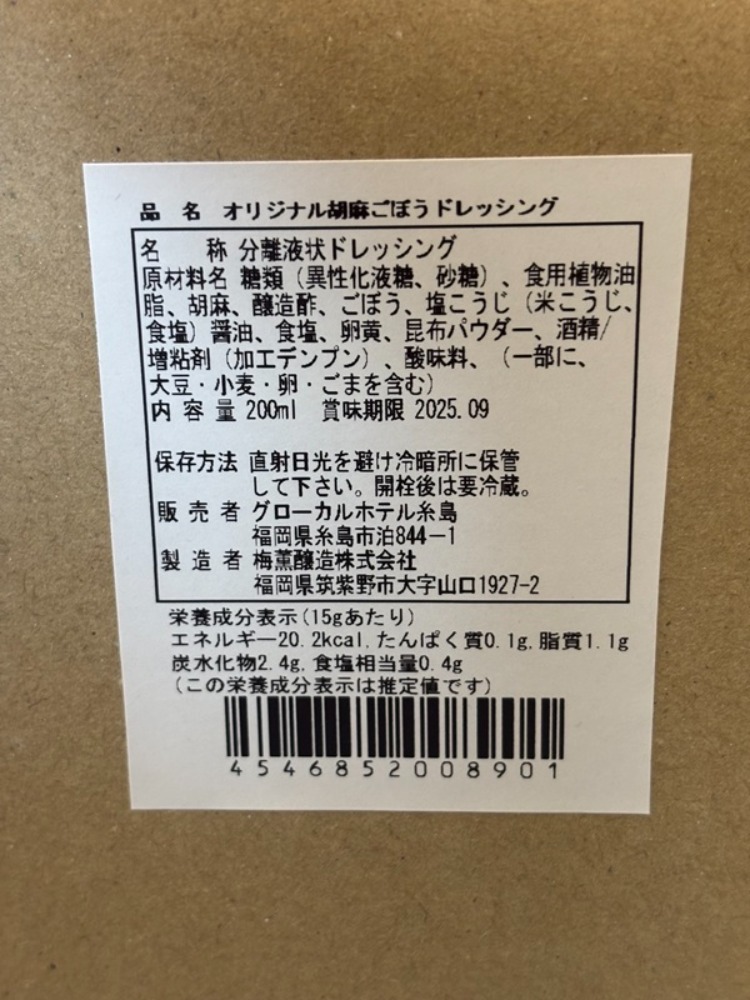 品 名 オリジナル胡麻ごぼうドレッシング
名 称 分離液状ドレッシング
原材料名 糖類（異性化液糖、砂糖）、食用植物油
脂、胡麻、醸造酢、ごぼう、塩こうじ（米こうじ、
食塩）醤油、食塩、卵黄、昆布パウダー、酒精/
増粘剤（加工デンプン）、酸味料、（一部に、
大豆・小麦・卵・ごまを含む）
内 容 量 200ml 賞味期限 2025.09
保存方法 直射日光を避け冷暗所に保管
して下さい。開栓後は要冷蔵。
販 売 者 グローカルホテル糸島
福岡県糸島市泊844－1
製 造 者 梅薫醸造株式会社
福岡県筑紫野市大字山口1927-2
栄養成分表示(15gあたり)
エネルギー20.2kcal,たんぱく質0.1g,脂質1.1g
炭水化物2.4g,食塩相当量0.4g
(この栄養成分表示は推定値です)
4546852008901